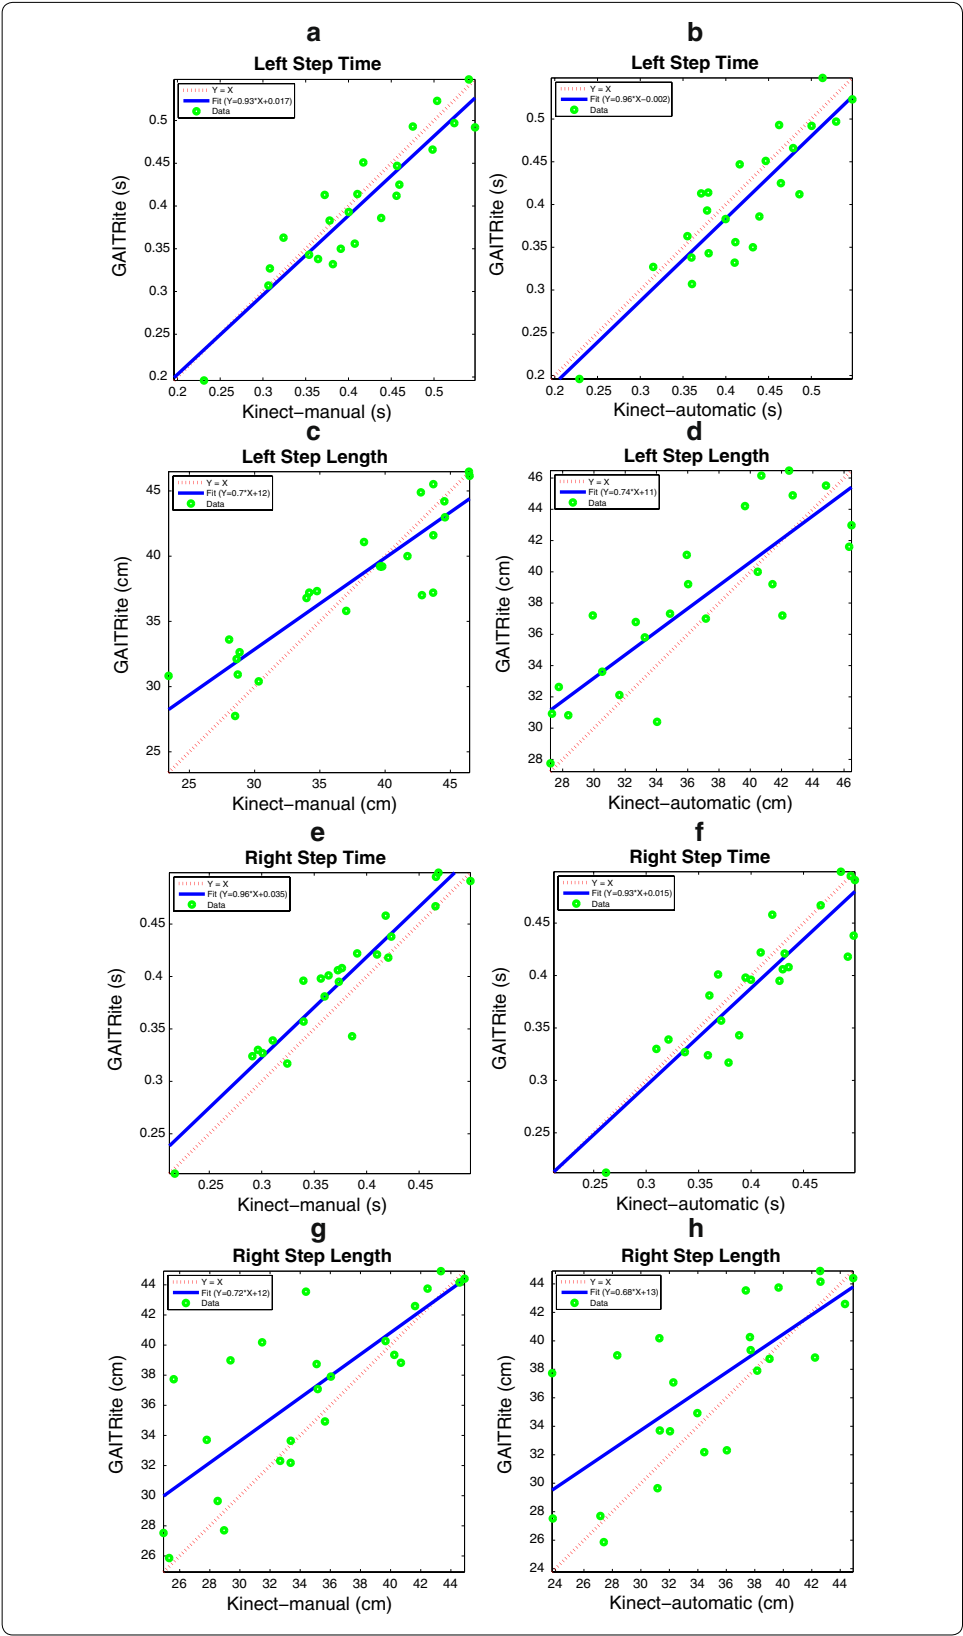 a
Left Step Time
Y = X
Fit (Y=0.93*X+0.017)
Data
0.5
0.45
0.4
0.35
0.3
0.25
0.2
GAITRite (s)
0.2 0.25 0.3 0.35 0.4 0.45 0.5
Kinect−manual (s)
b
Left Step Time
Y = X
Fit (Y=0.96*X−0.002)
Data
0.5
0.45
0.4
0.35
0.3
0.25
0.2
GAITRite (s)
0.2 0.25 0.3 0.35 0.4 0.45 0.5
Kinect−automatic (s)
c
Left Step Length
Y = X
Fit (Y=0.7*X+12)
Data
45
40
35
30
25
GAITRite (cm)
25 30 35 40 45
Kinect−manual (cm)
d
Left Step Length
Y = X
Fit (Y=0.74*X+11)
Data
46
44
42
40
38
36
34
32
30
28
GAITRite (cm)
28 30 32 34 36 38 40 42 44 46
Kinect−automatic (cm)
e
Right Step Time
Y = X
Fit (Y=0.96*X+0.035)
Data
0.45
0.4
0.35
0.3
0.25
GAITRite (s)
0.25 0.3 0.35 0.4 0.45
Kinect−manual (s)
f
Right Step Time
Y = X
Fit (Y=0.93*X+0.015)
Data
0.45
0.4
0.35
0.3
0.25
GAITRite (s)
0.25 0.3 0.35 0.4 0.45
Kinect−automatic (s)
g
Right Step Length
Y = X
Fit (Y=0.72*X+12)
Data
44
42
40
38
36
34
32
30
28
26
GAITRite (cm)
26 28 30 32 34 36 38 40 42 44
Kinect−manual (cm)
h
Right Step Length
Y = X
Fit (Y=0.68*X+13)
Data
44
42
40
38
36
34
32
30
28
26
24
GAITRite (cm)
24 26 28 30 32 34 36 38 40 42 44
Kinect−automatic (cm)